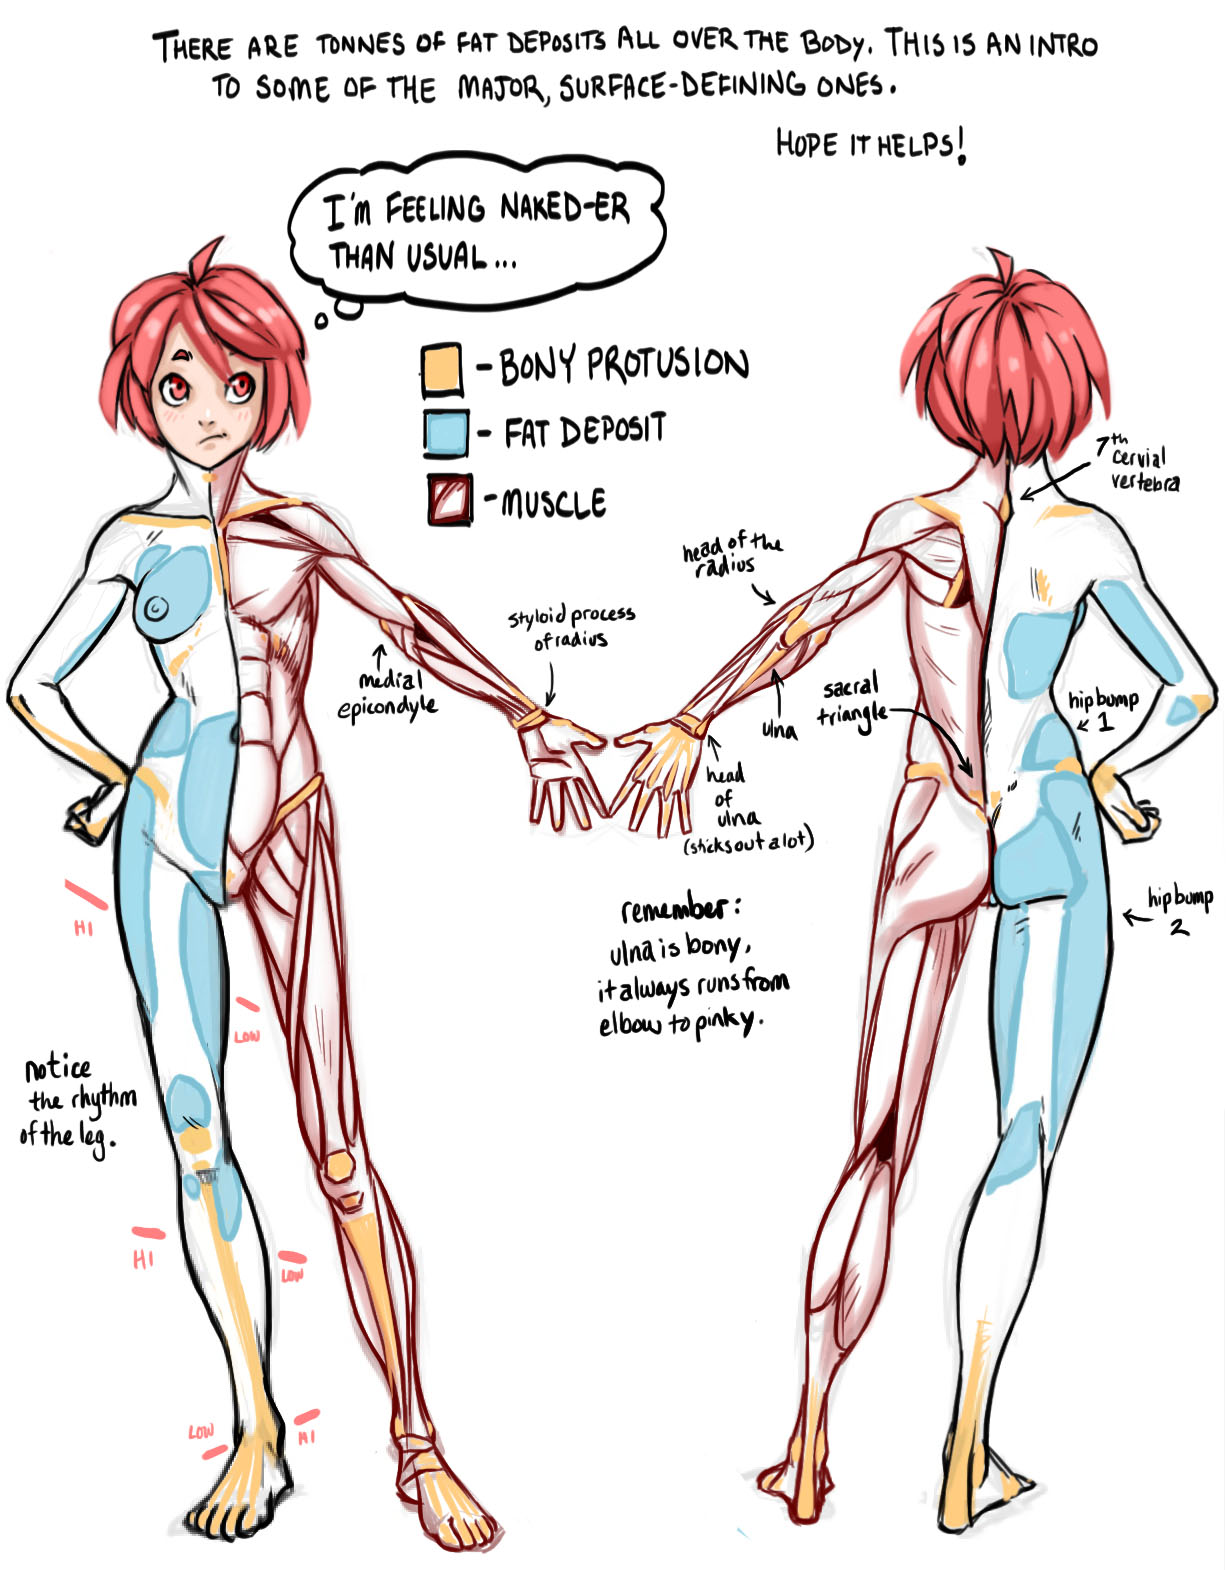 THERE ARE TONNES OF FAT DEPOSITS ALL OVER THE BODY. THIS IS AN INTRO
TO SOME OF THE MAJOR, SURFACE-DEFINING ONES.
HOPE IT HELPS!
I'M FEELING NAKED-ER
THAN USUAL...
- BONY PROTUSION
- FAT DEPOSIT
- MUSCLE
7th
cervial
vertebra
head of the
radius
styloid process
of radius
medial
epicondyle
ulna
sacral
triangle
hip bump
1
head
of
ulna
(sticks out a lot)
hip bump
2
remember:
ulna is bony,
it always runs from
elbow to pinky.
HI
LOW
notice
the rhythm
of the leg.
HI
LOW
LOW
HI